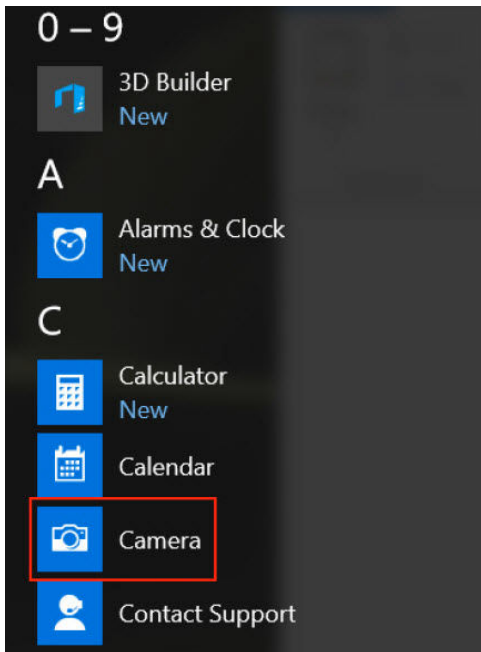 0 – 9
3D Builder
New
A
Alarms & Clock
New
C
Calculator
New
Calendar
Camera
Contact Support